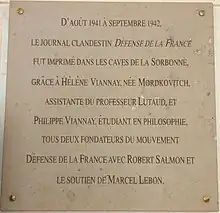 D'AOÛT 1941 À SEPTEMBRE 1942,
LE JOURNAL CLANDESTIN DÉFENSE DE LA FRANCE
FUT IMPRIMÉ DANS LES CAVES DE LA SORBONNE,
GRÂCE À HÉLÈNE VIANNAY, NÉE MORDKOVITCH,
ASSISTANTE DU PROFESSEUR LUTAUD, ET
PHILIPPE VIANNAY, ÉTUDIANT EN PHILOSOPHIE,
TOUS DEUX FONDATEURS DU MOUVEMENT
DÉFENSE DE LA FRANCE AVEC ROBERT SALMON ET
LE SOUTIEN DE MARCEL LEBON.